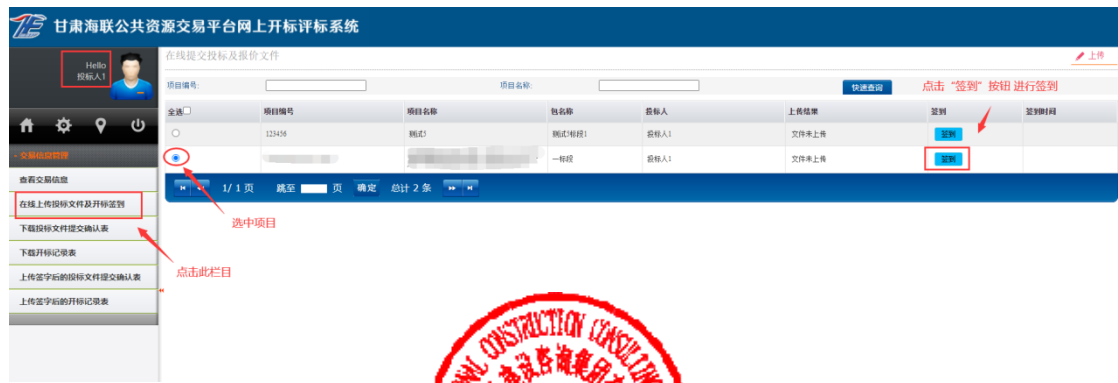 甘肃海联公共资源交易平台网上开标评标系统
Hello
投标人1
在线提交投标及报价文件
上传
项目编号:
项目名称:
快速查询
点击“签到”按钮 进行签到
全选 项目编号 项目名称 包名称 投标人 上传结果 签到 签到时间
123456 测试5 测试5标段1 投标人1 文件未上传 签到
一标段 投标人1 文件未上传 签到
1/ 1 页 跳至 页 确定 总计 2 条
选中项目
- 交易信息管理
查看交易信息
在线上传投标文件及开标签到
下载投标文件提交确认表
下载开标记录表
上传签字后的投标文件提交确认表
上传签字后的开标记录表
点击此栏目
CONSTRUCTION
建设咨询集团